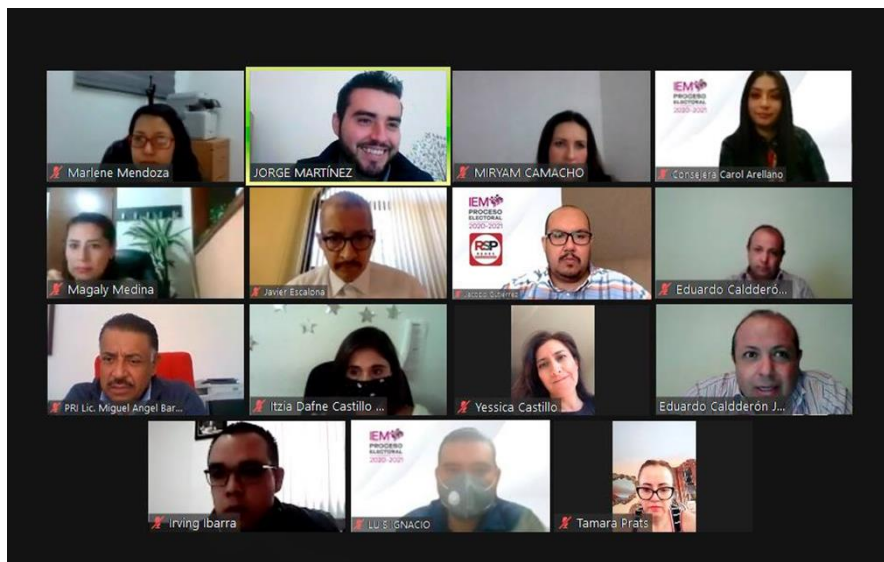 Marlene Mendoza
JORGE MARTÍNEZ
MIRYAM CAMACHO
IEM
PROCESO
ELECTORAL
2020-2021
Consejera Carol Arellano
Magaly Medina
Javier Escalona
IEM
PROCESO
ELECTORAL
2020-2021
RSP
Jacobo Gutiérrez
Eduardo Caldderó...
PRI Lic. Miguel Angel Bar...
Itzia Dafne Castillo ...
Yessica Castillo
Eduardo Caldderón J...
Irving Ibarra
IEM
PROCESO
ELECTORAL
2020-2021
LUIS IGNACIO
Tamara Prats